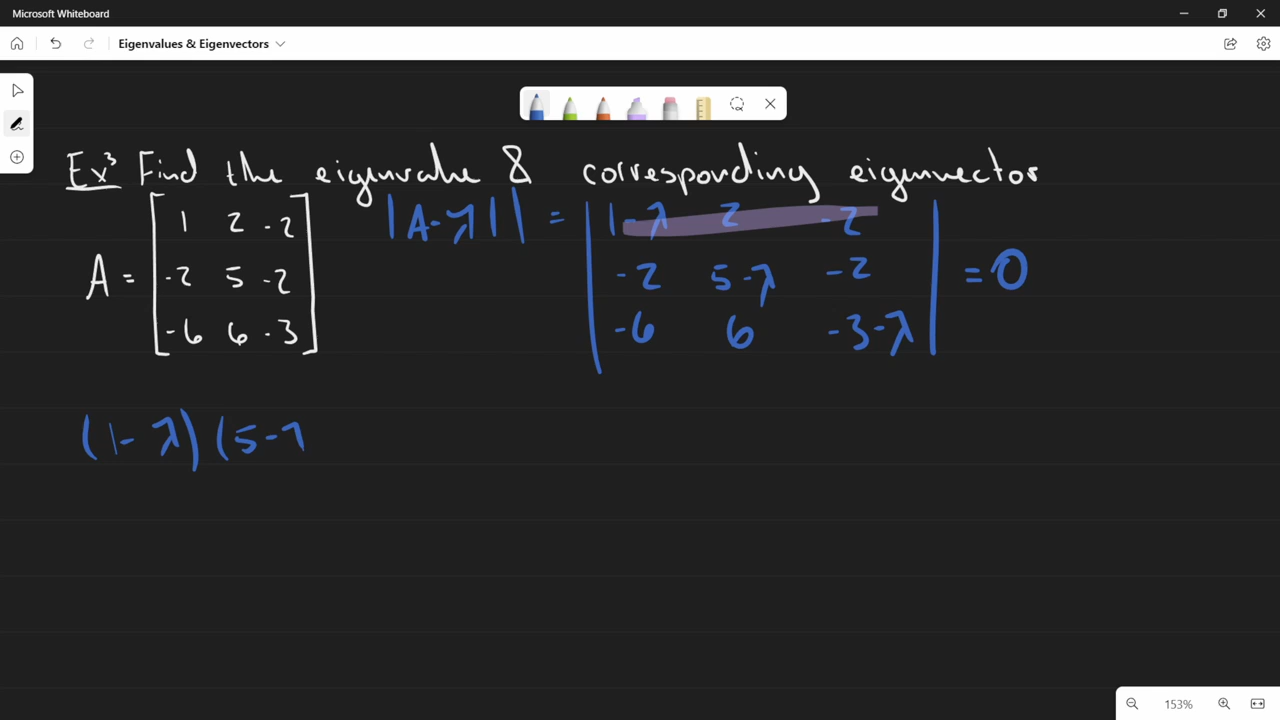 Microsoft Whiteboard
Eigenvalues & Eigenvectors
Ex³ Find the eigenvalue & corresponding eigenvector
A = [1 2 -2
-2 5 -2
-6 6 -3]
|A-λI| = |1-λ 2 -2
-2 5-λ -2
-6 6 -3-λ| = 0
(1-λ)(5-λ
153%